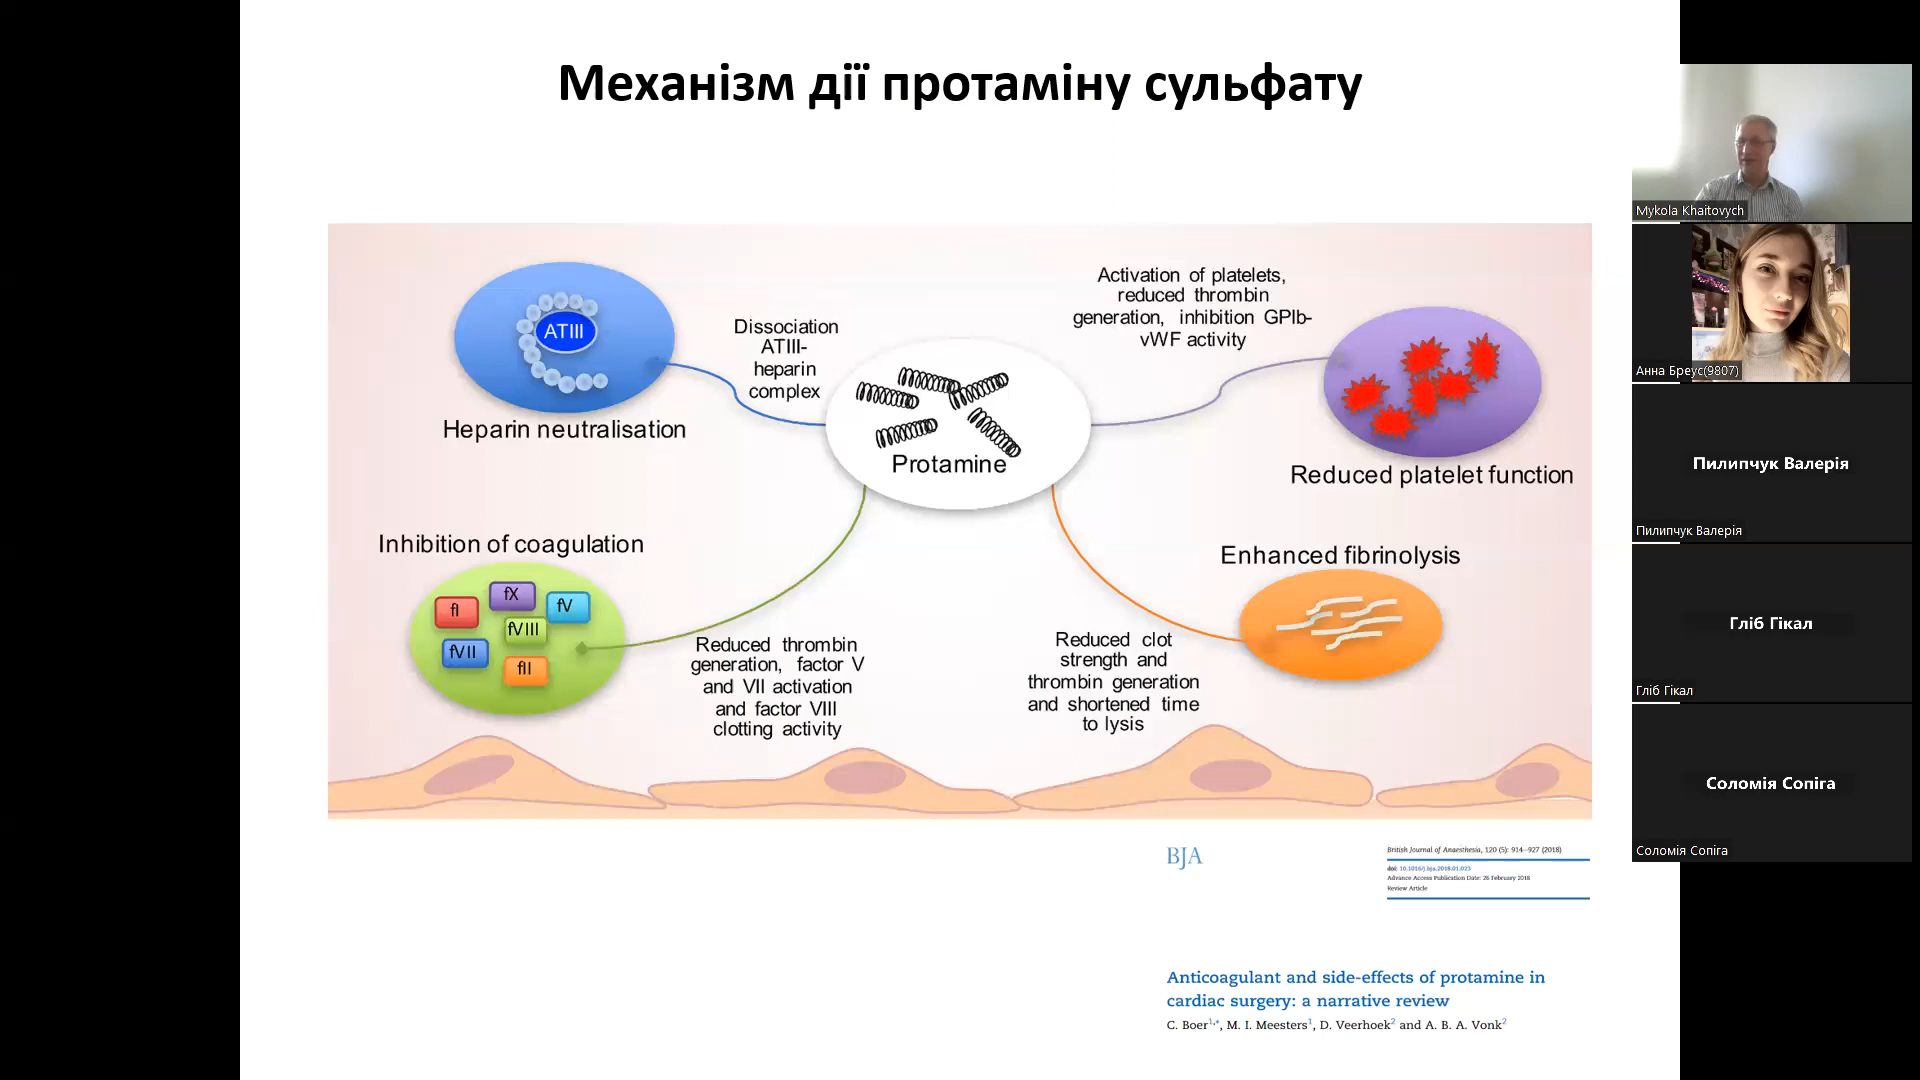 Механізм дії протаміну сульфату
ATIII
Heparin neutralisation
Dissociation
ATIII-
heparin
complex
Protamine
Activation of platelets,
reduced thrombin
generation, inhibition GPIb-
vWF activity
Reduced platelet function
Inhibition of coagulation
fI
fX
fV
fVIII
fVII
fII
Reduced thrombin
generation, factor V
and VII activation
and factor VIII
clotting activity
Enhanced fibrinolysis
Reduced clot
strength and
thrombin generation
and shortened time
to lysis
BJA
British Journal of Anaesthesia, 120 (5): 914–927 (2018)
doi: 10.1016/j.bja.2018.01.023
Advance Access Publication Date: 26 February 2018
Review Article
Anticoagulant and side-effects of protamine in
cardiac surgery: a narrative review
C. Boer1,*, M. I. Meesters1, D. Veerhoek2 and A. B. A. Vonk2
Mykola Khaitovych
Анна Бреус(9807)
Пилипчук Валерія
Пилипчук Валерія
Гліб Гікал
Гліб Гікал
Соломія Сопіга
Соломія Сопіга